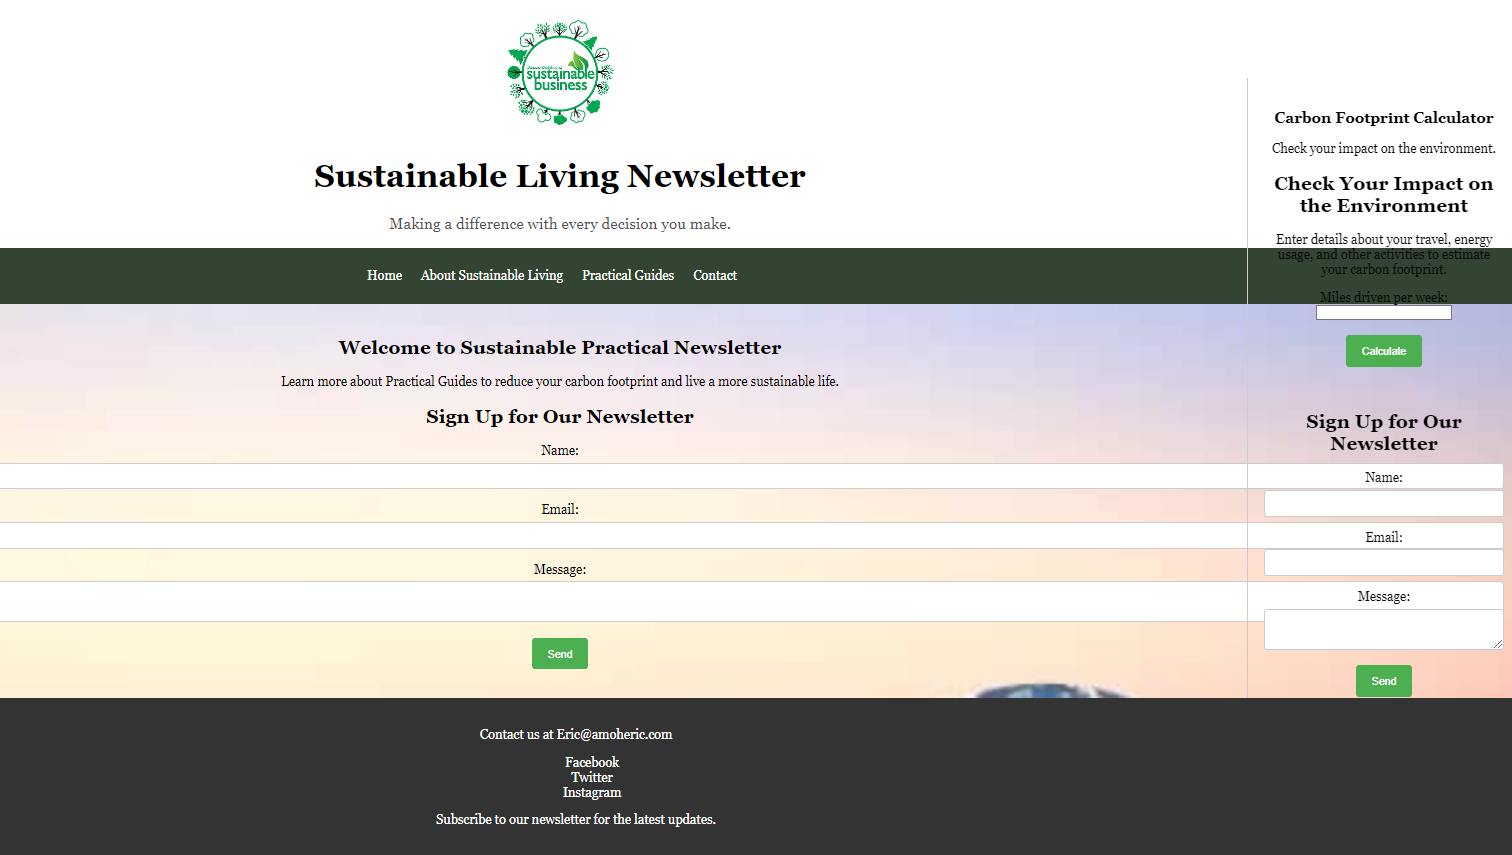 sustainable
business
Sustainable Living Newsletter
Making a difference with every decision you make.
Home About Sustainable Living Practical Guides Contact
Welcome to Sustainable Practical Newsletter
Learn more about Practical Guides to reduce your carbon footprint and live a more sustainable life.
Sign Up for Our Newsletter
Name:
Email:
Message:
Send
Carbon Footprint Calculator
Check your impact on the environment.
Check Your Impact on
the Environment
Enter details about your travel, energy
usage, and other activities to estimate
your carbon footprint.
Miles driven per week:
Calculate
Sign Up for Our
Newsletter
Name:
Email:
Message:
Send
Contact us at Eric@amoheric.com
Facebook
Twitter
Instagram
Subscribe to our newsletter for the latest updates.